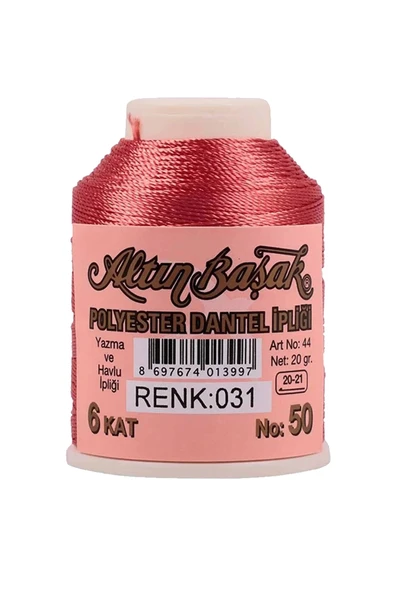 Altın Başak
POLYESTER DANTEL İPLİĞİ
Yazma
ve
Havlu
İpliği
8 697674 013997
Art No: 44
Net: 20 gr.
20-21
RENK:031
6 KAT
No: 50